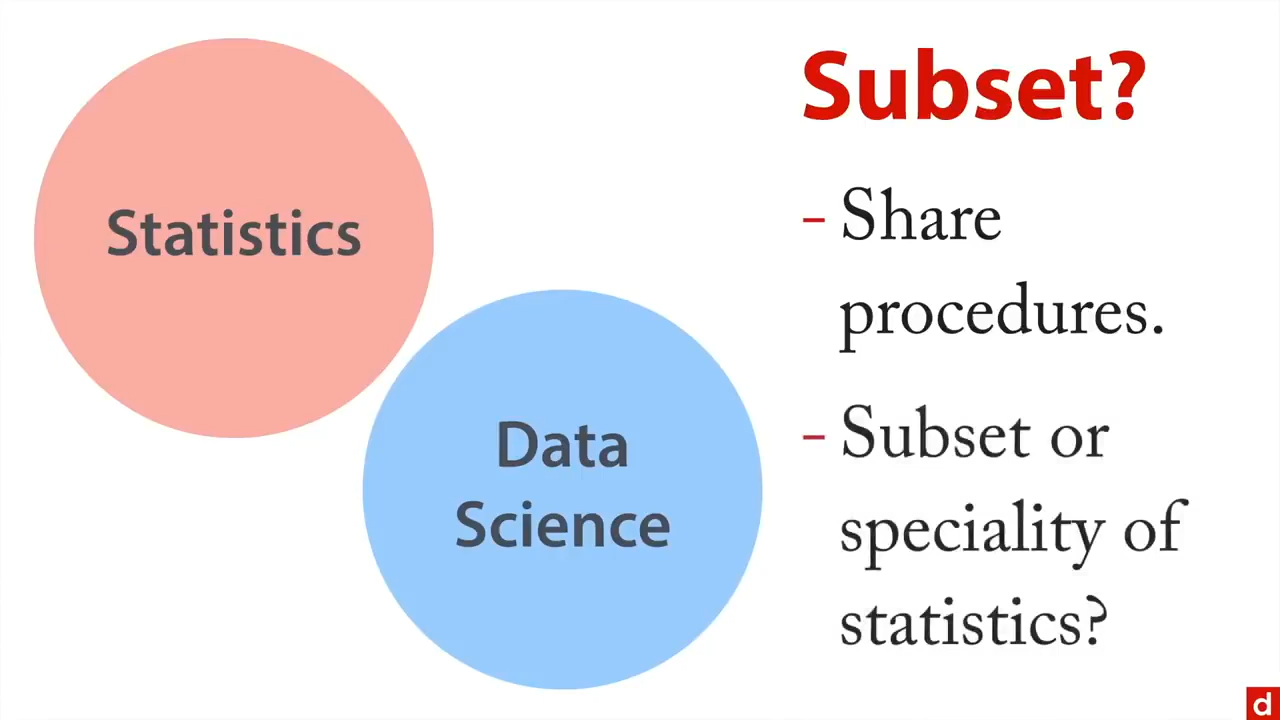 Subset?
Statistics
- Share
procedures.
Data
Science
- Subset or
speciality of
statistics?
d